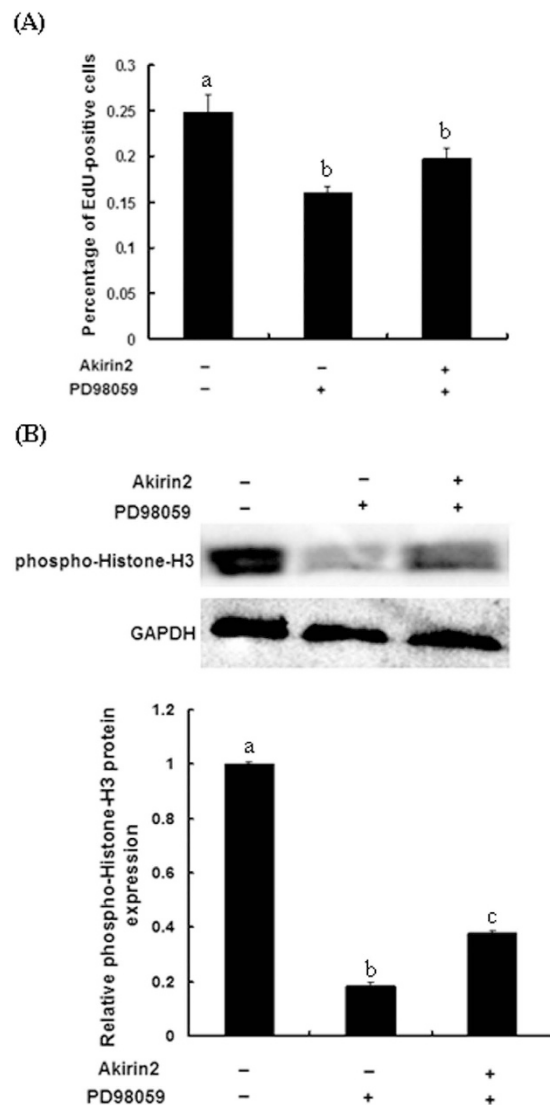 (A)
Percentage of EdU-positive cells
0.3
0.25
0.2
0.15
0.1
0.05
0
a
b
b
Akirin2 – – +
PD98059 – + +
(B)
Akirin2 – – +
PD98059 – + +
phospho-Histone-H3
GAPDH
Relative phospho-Histone-H3 protein
expression
1.2
1
0.8
0.6
0.4
0.2
0
a
b
c
Akirin2 – – +
PD98059 – + +